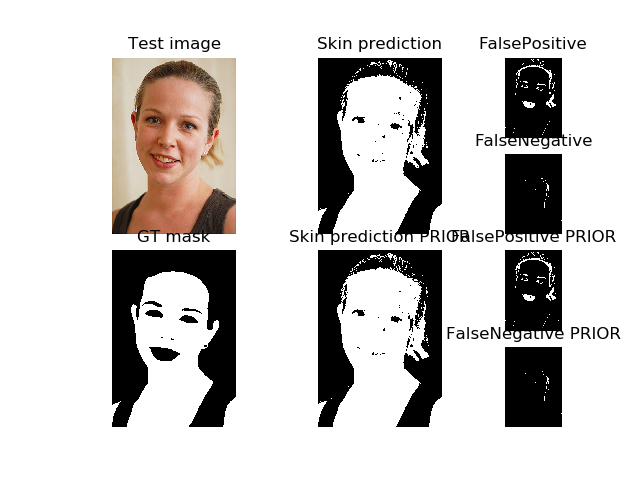 Test image
Skin prediction
FalsePositive
FalseNegative
GT mask
Skin prediction PRIOR
FalsePositive PRIOR
FalseNegative PRIOR